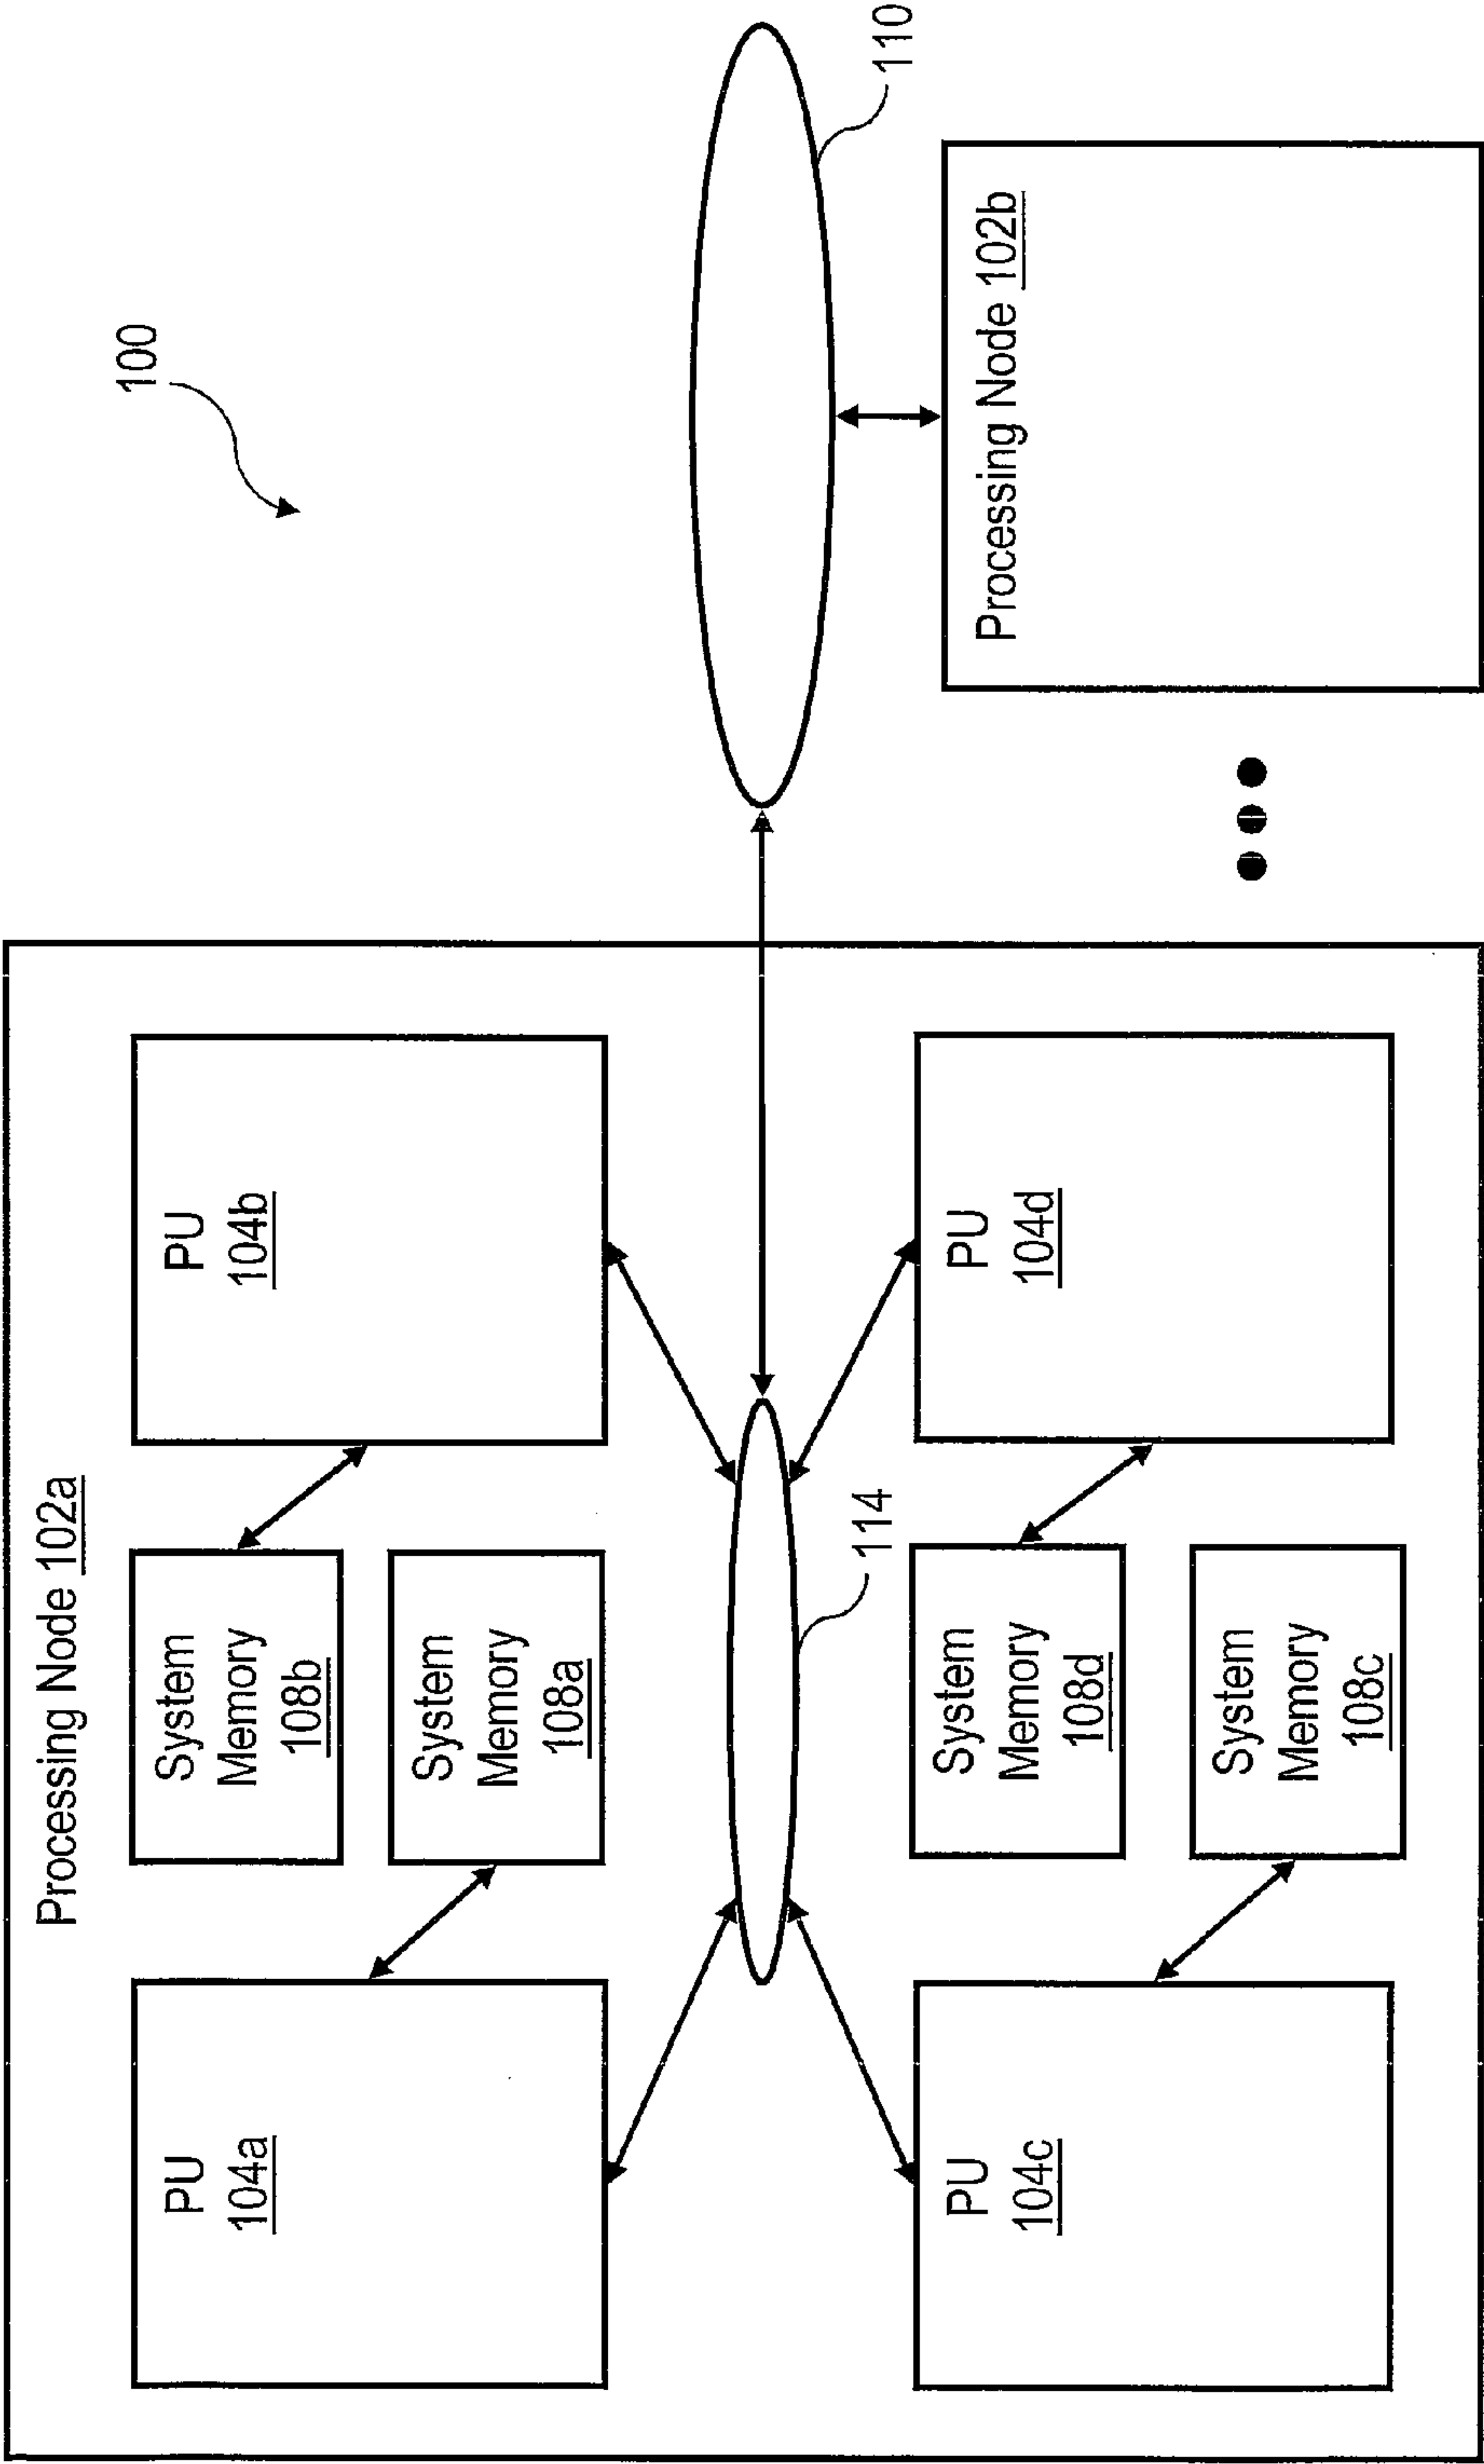 100
Processing Node 102a
PU
104a
System
Memory
108b
System
Memory
108a
PU
104b
114
110
PU
104c
System
Memory
108d
System
Memory
108c
PU
104d
Processing Node 102b